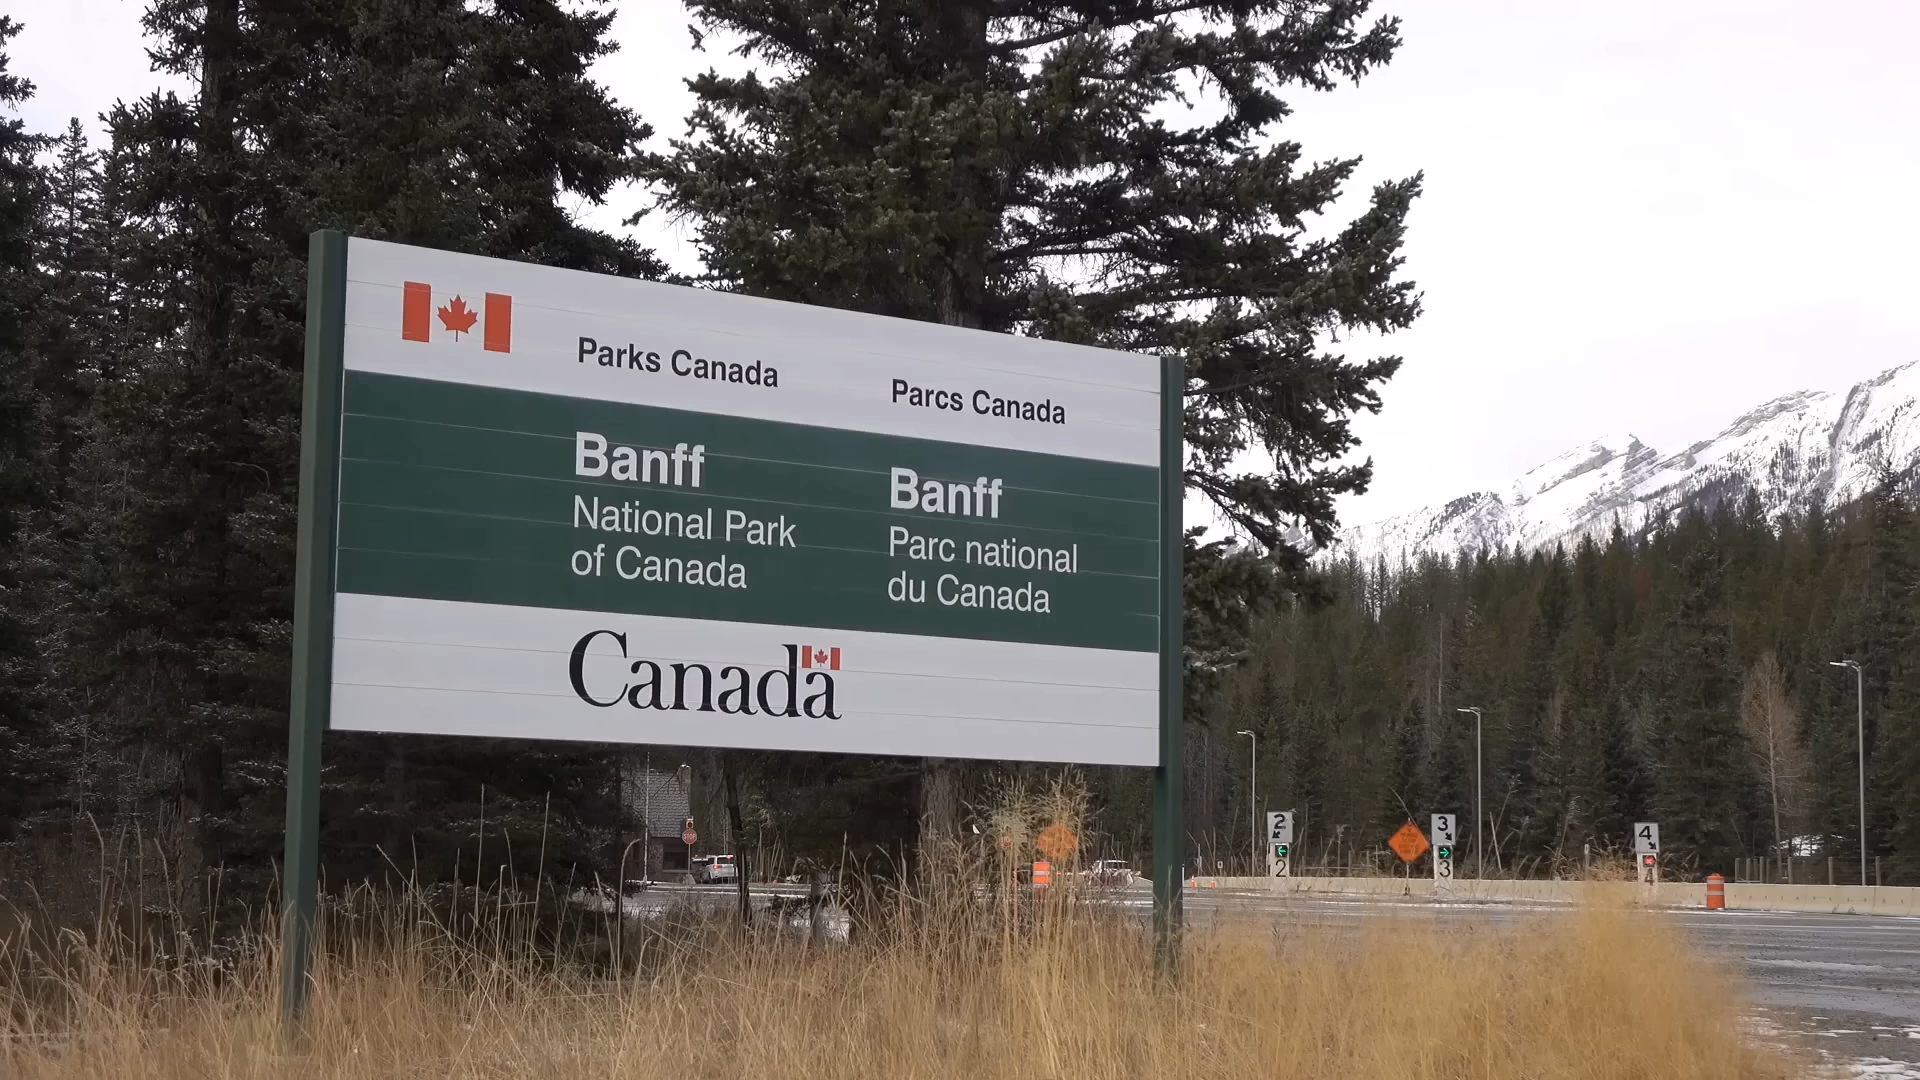 Parks Canada
Parcs Canada
Banff
National Park
of Canada
Banff
Parc national
du Canada
Canada
STOP
2
2
3
3
4
4